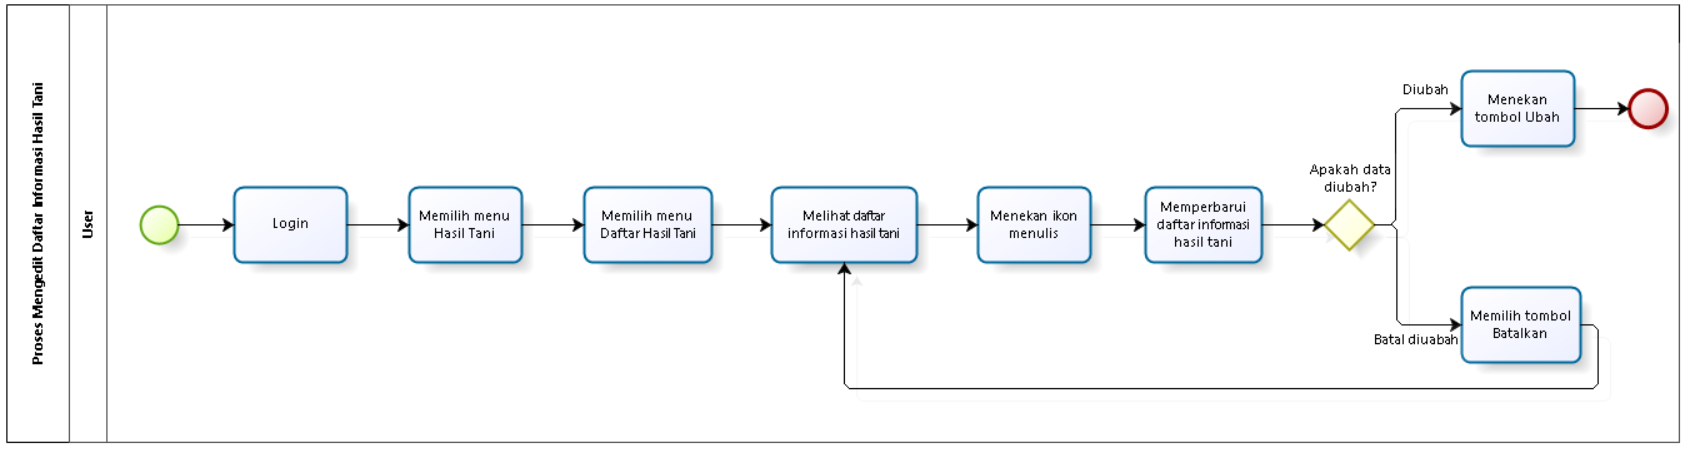 Proses Mengedit Daftar Informasi Hasil Tani
User
Login
Memilih menu
Hasil Tani
Memilih menu
Daftar Hasil Tani
Melihat daftar
informasi hasil tani
Menekan ikon
menulis
Memperbarui
daftar informasi
hasil tani
Apakah data
diubah?
Diubah
Menekan
tombol Ubah
Batal diuabah
Memilih tombol
Batalkan